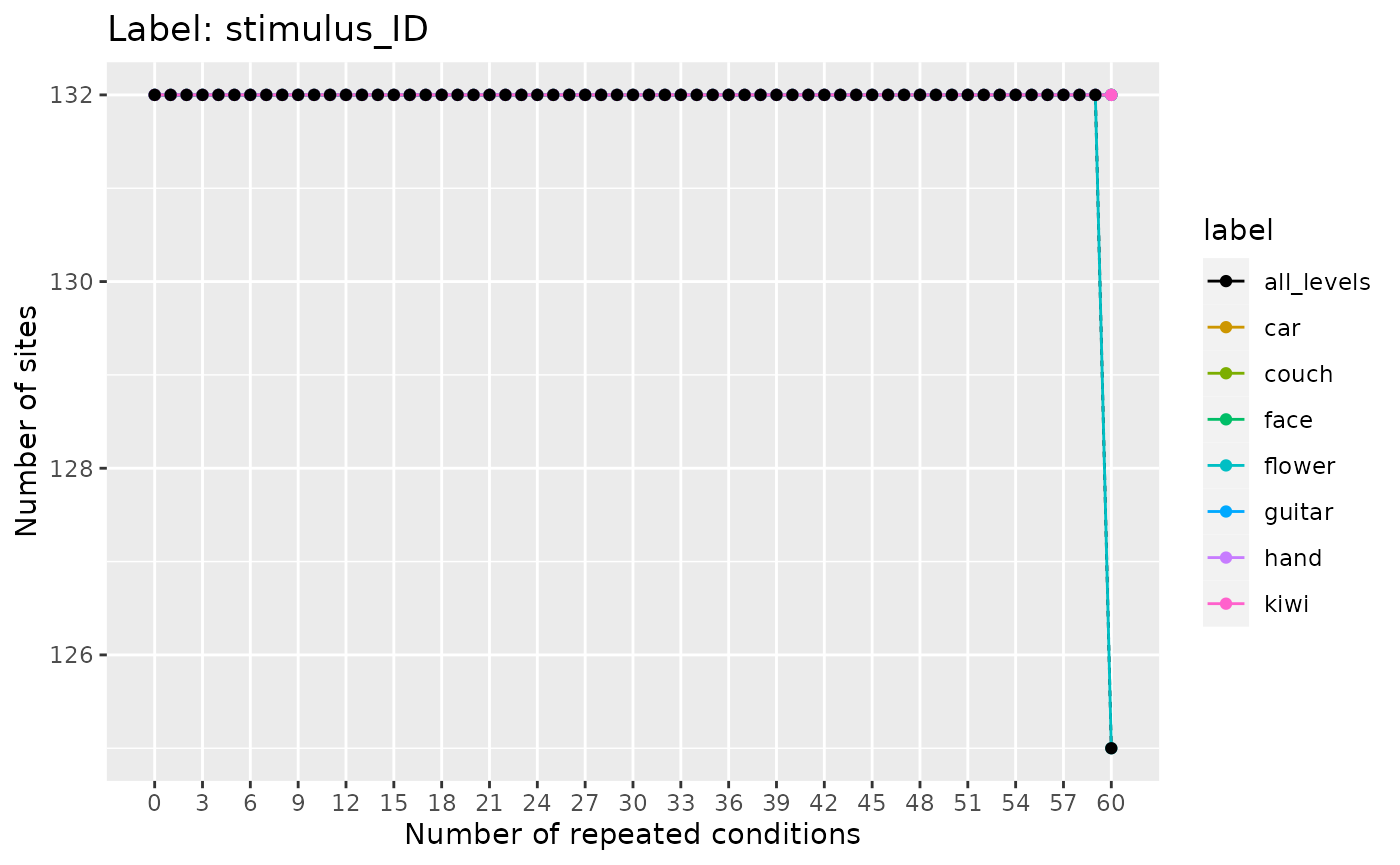 Label: stimulus_ID
132
130
128
126
Number of sites
0 3 6 9 12 15 18 21 24 27 30 33 36 39 42 45 48 51 54 57 60
Number of repeated conditions
label
all_levels
car
couch
face
flower
guitar
hand
kiwi